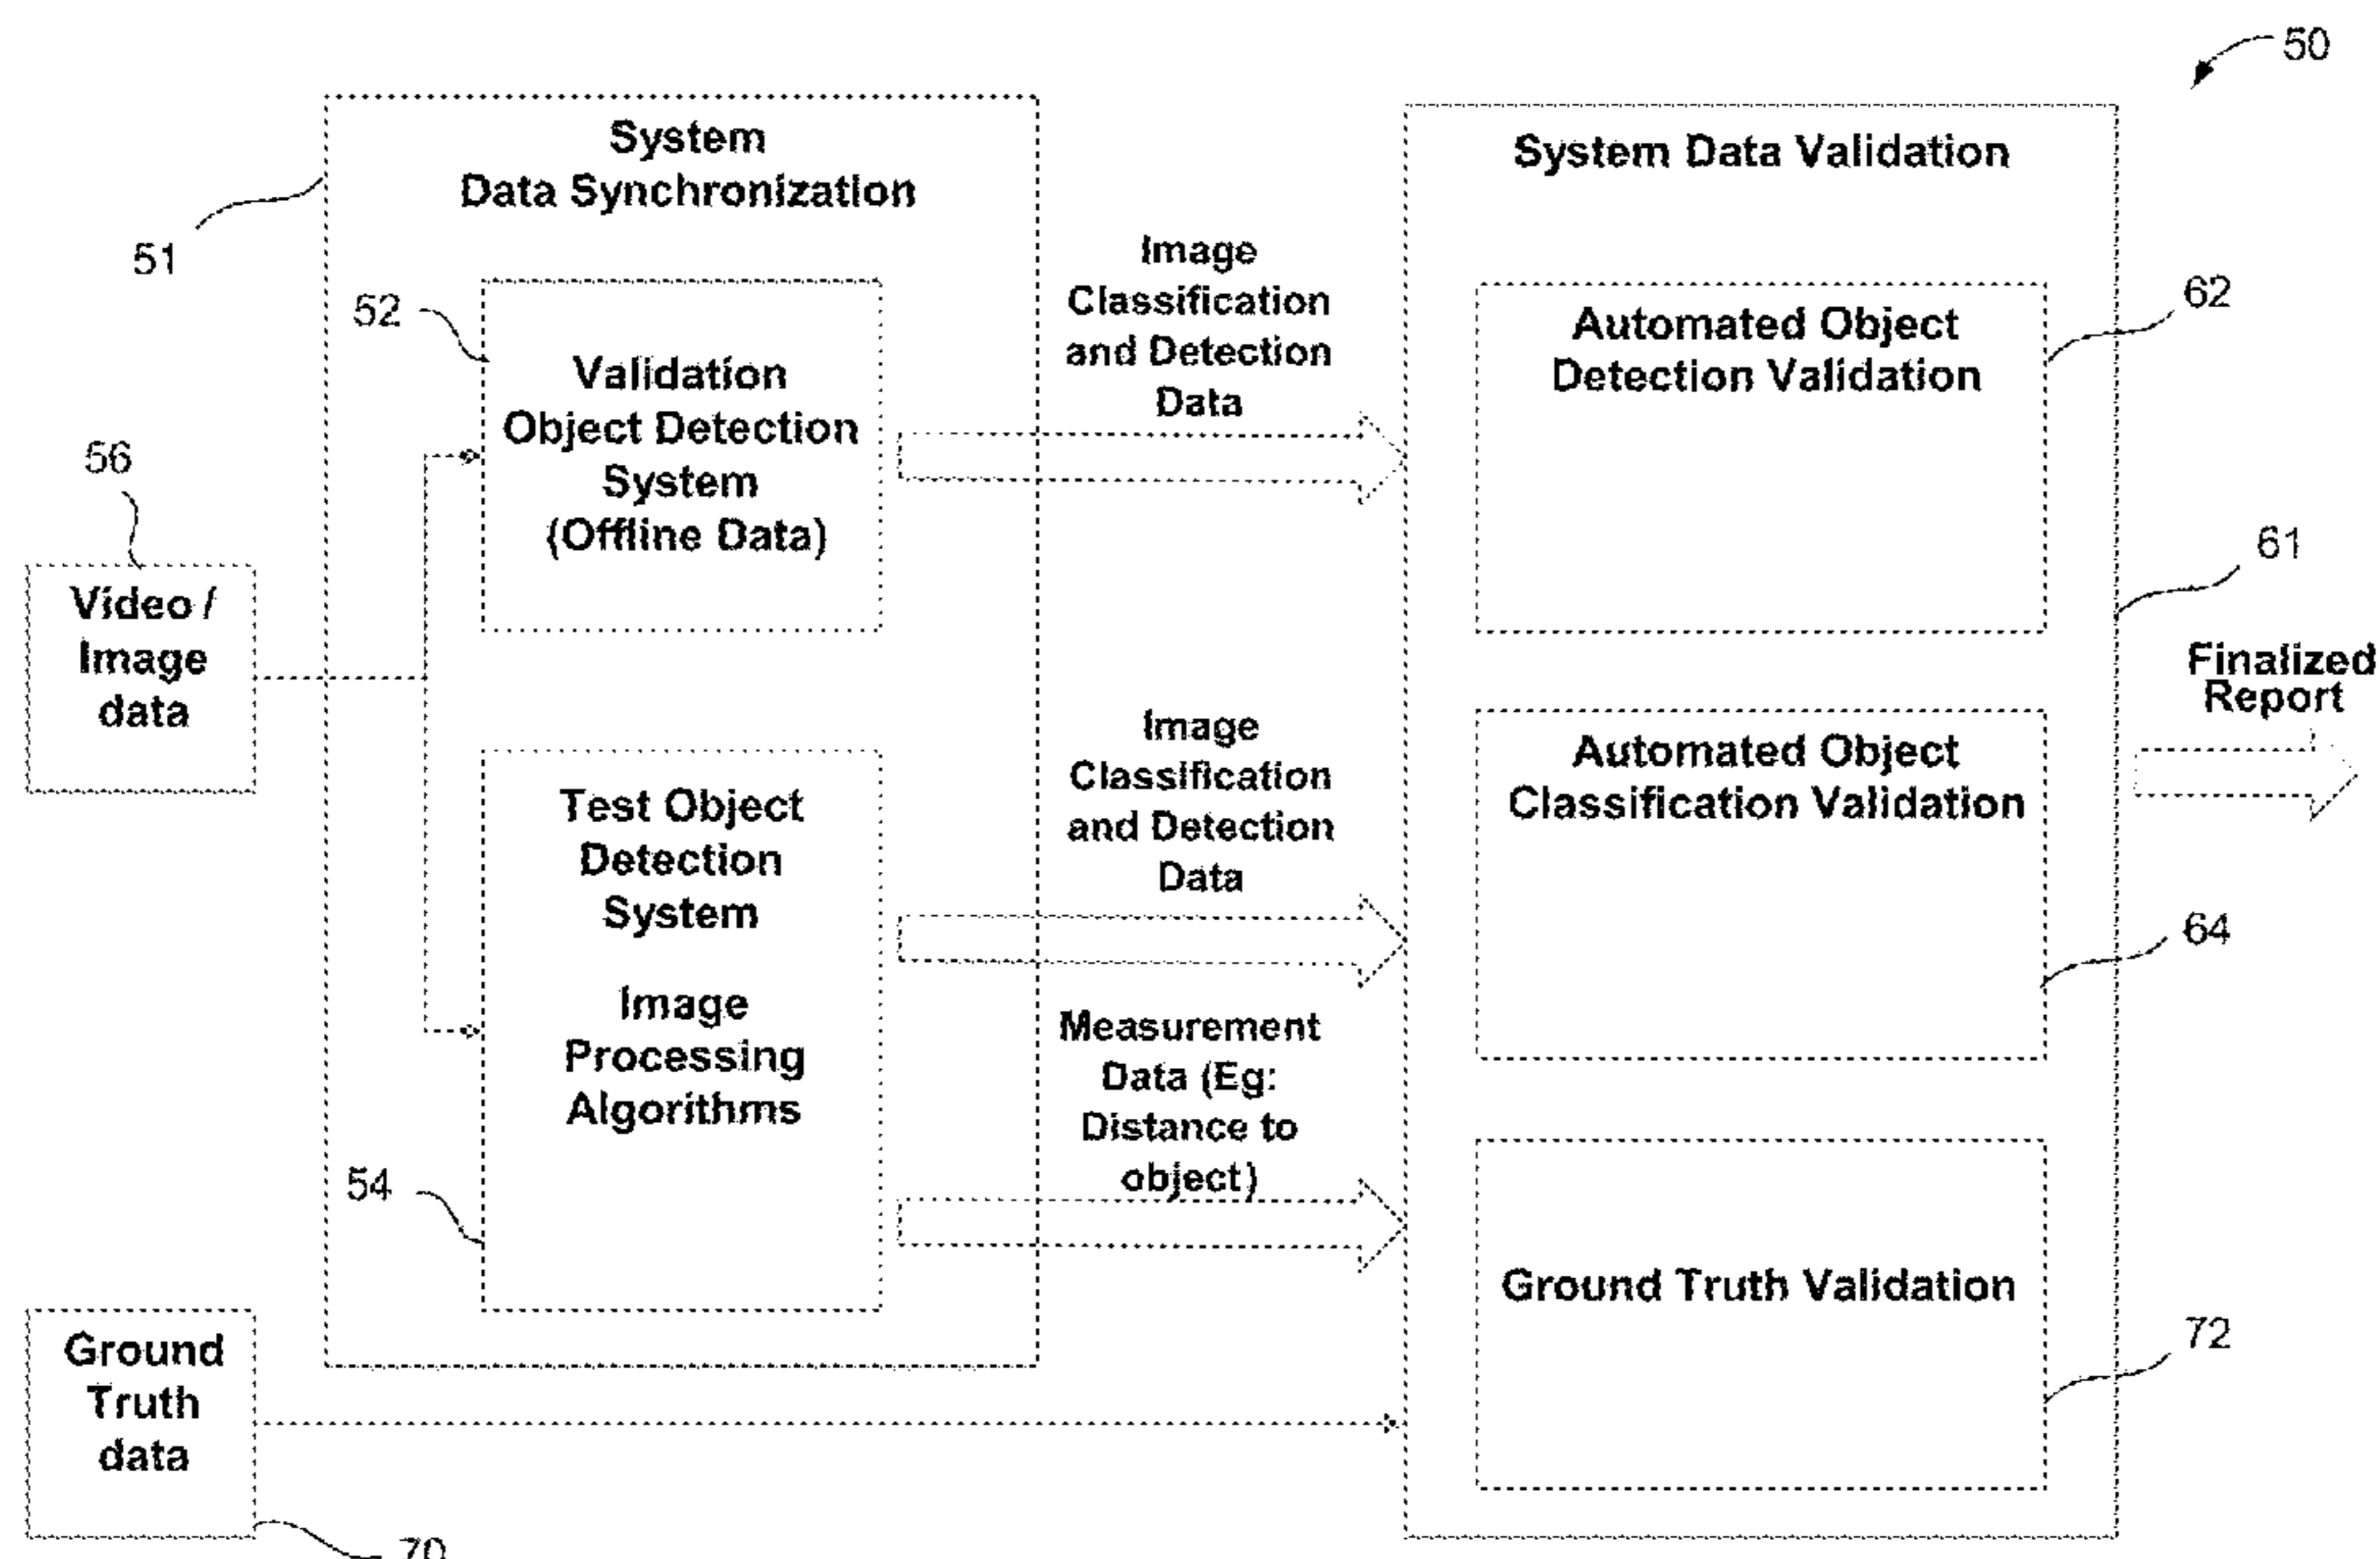 50
System
Data Synchronization
51
52
Validation
Object Detection
System
(Offline Data)
56
Video /
Image
data
Test Object
Detection
System
Image
Processing
Algorithms
54
Ground
Truth
data
70
Image
Classification
and Detection
Data
Image
Classification
and Detection
Data
Measurement
Data (Eg:
Distance to
object)
System Data Validation
Automated Object
Detection Validation
62
61
Automated Object
Classification Validation
64
Ground Truth Validation
72
Finalized
Report